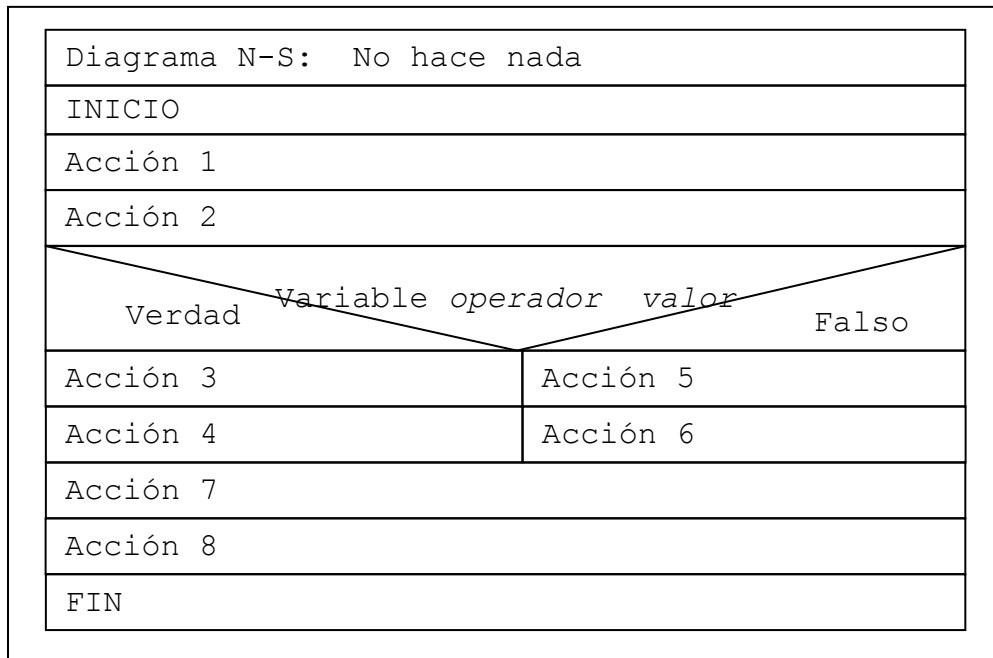 Diagrama N-S:  No hace nada
INICIO
Acción 1
Acción 2
Variable operador  valor
Verdad
Falso
Acción 3
Acción 5
Acción 4
Acción 6
Acción 7
Acción 8
FIN